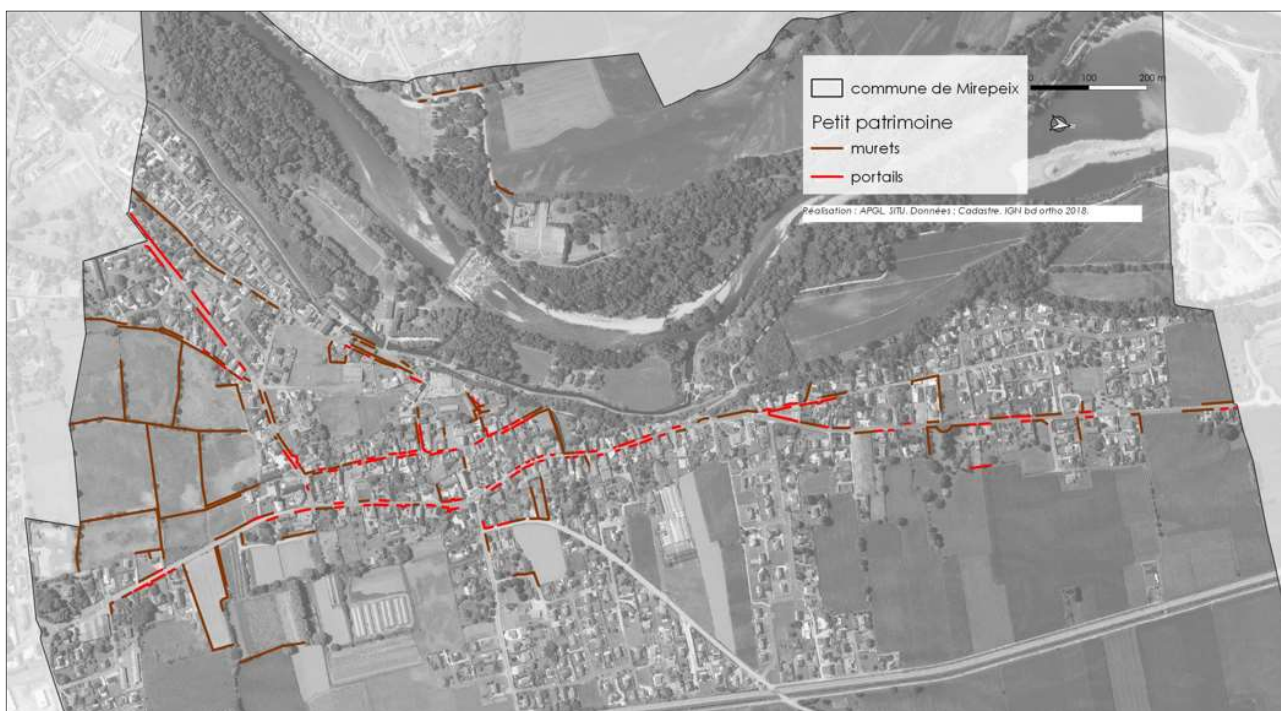 commune de Mirepeix
0 100 200 m
Petit patrimoine
murets
portails
Réalisation : APGL, SITU. Données : Cadastre, IGN bd ortho 2018.